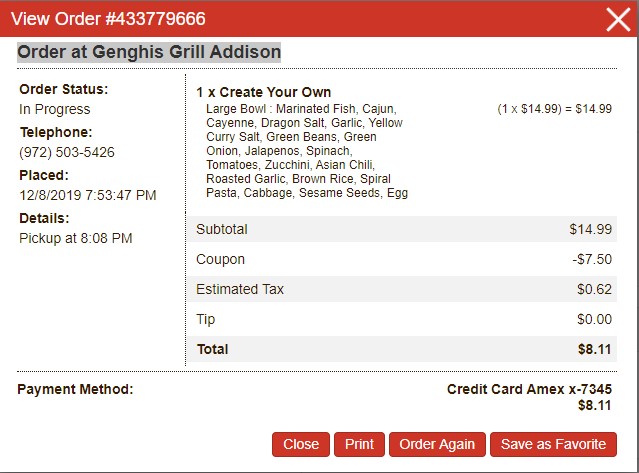 View Order #433779666
Order at Genghis Grill Addison
Order Status:
In Progress
Telephone:
(972) 503-5426
Placed:
12/8/2019 7:53:47 PM
Details:
Pickup at 8:08 PM
1 x Create Your Own
Large Bowl : Marinated Fish, Cajun, (1 x $14.99) = $14.99
Cayenne, Dragon Salt, Garlic, Yellow
Curry Salt, Green Beans, Green
Onion, Jalapenos, Spinach,
Tomatoes, Zucchini, Asian Chili,
Roasted Garlic, Brown Rice, Spiral
Pasta, Cabbage, Sesame Seeds, Egg
Subtotal $14.99
Coupon -$7.50
Estimated Tax $0.62
Tip $0.00
Total $8.11
Payment Method: Credit Card Amex x-7345
$8.11
Close Print Order Again Save as Favorite